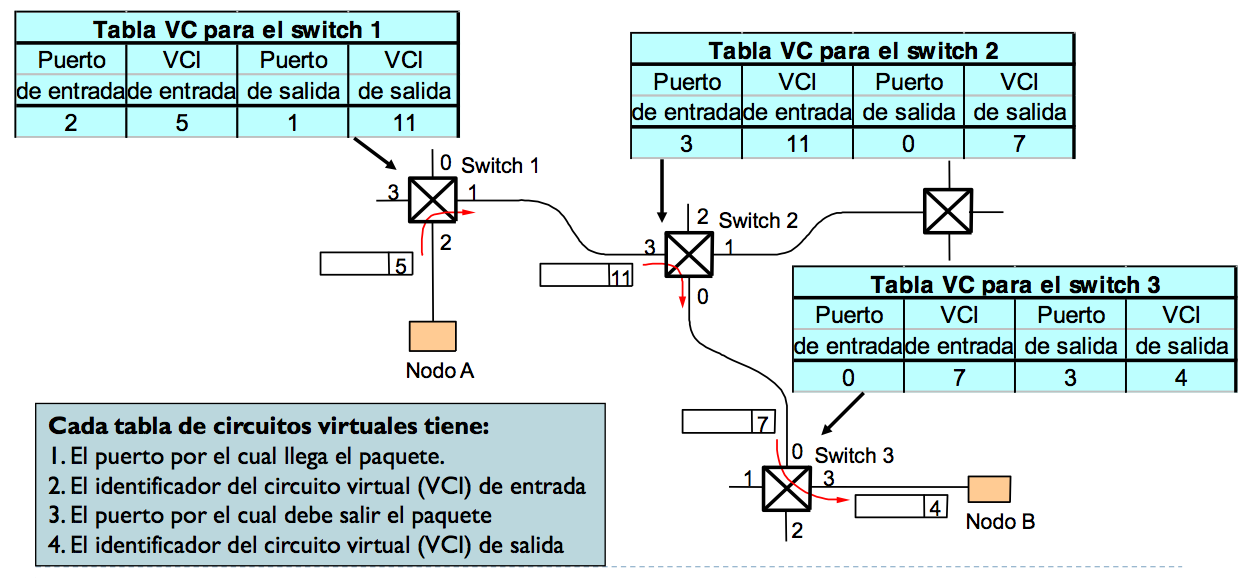 Tabla VC para el switch 1
Puerto VCI Puerto VCI
de entrada de entrada de salida de salida
2 5 1 11
Tabla VC para el switch 2
Puerto VCI Puerto VCI
de entrada de entrada de salida de salida
3 11 0 7
0 Switch 1
3 1
2
5
Nodo A
2 Switch 2
3 1
11
0
Tabla VC para el switch 3
Puerto VCI Puerto VCI
de entrada de entrada de salida de salida
0 7 3 4
7
0 Switch 3
1 3
4
2
Nodo B
Cada tabla de circuitos virtuales tiene:
1. El puerto por el cual llega el paquete.
2. El identificador del circuito virtual (VCI) de entrada
3. El puerto por el cual debe salir el paquete
4. El identificador del circuito virtual (VCI) de salida